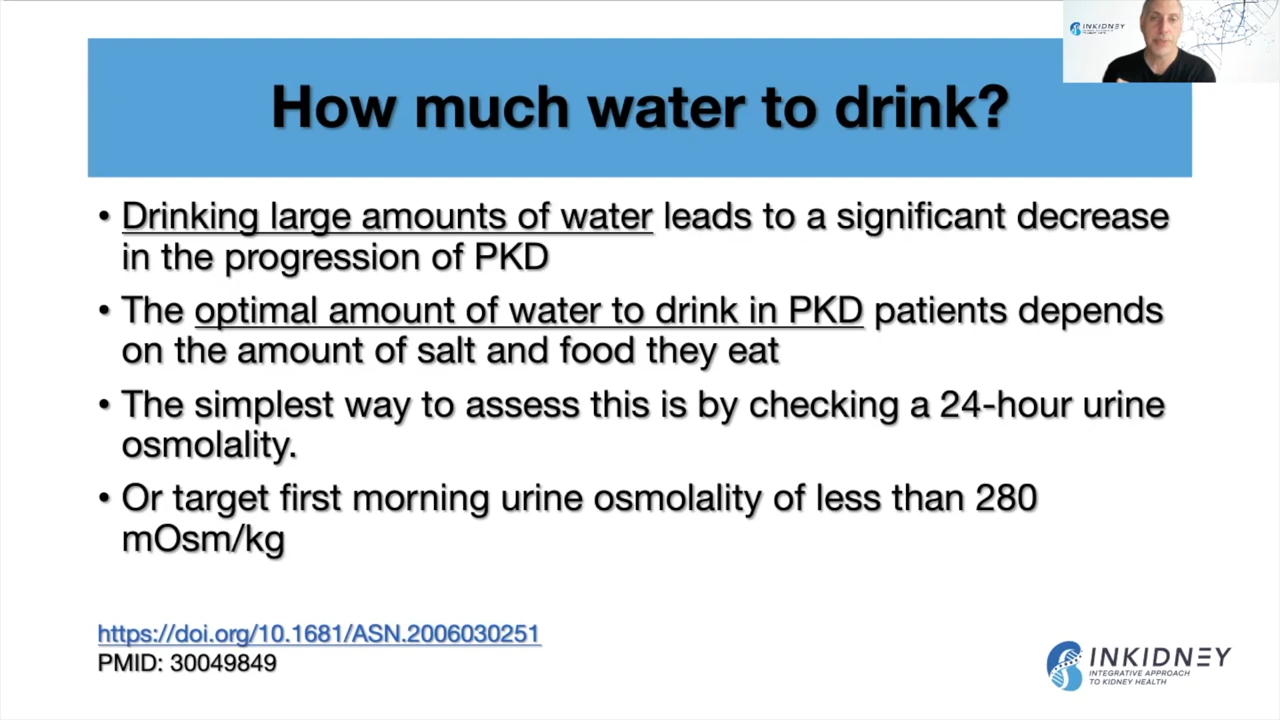 INKIDNEY
How much water to drink?
• Drinking large amounts of water leads to a significant decrease
in the progression of PKD
• The optimal amount of water to drink in PKD patients depends
on the amount of salt and food they eat
• The simplest way to assess this is by checking a 24-hour urine
osmolality.
• Or target first morning urine osmolality of less than 280
mOsm/kg
https://doi.org/10.1681/ASN.2006030251
PMID: 30049849
INKIDNEY
INTEGRATIVE APPROACH
TO KIDNEY HEALTH